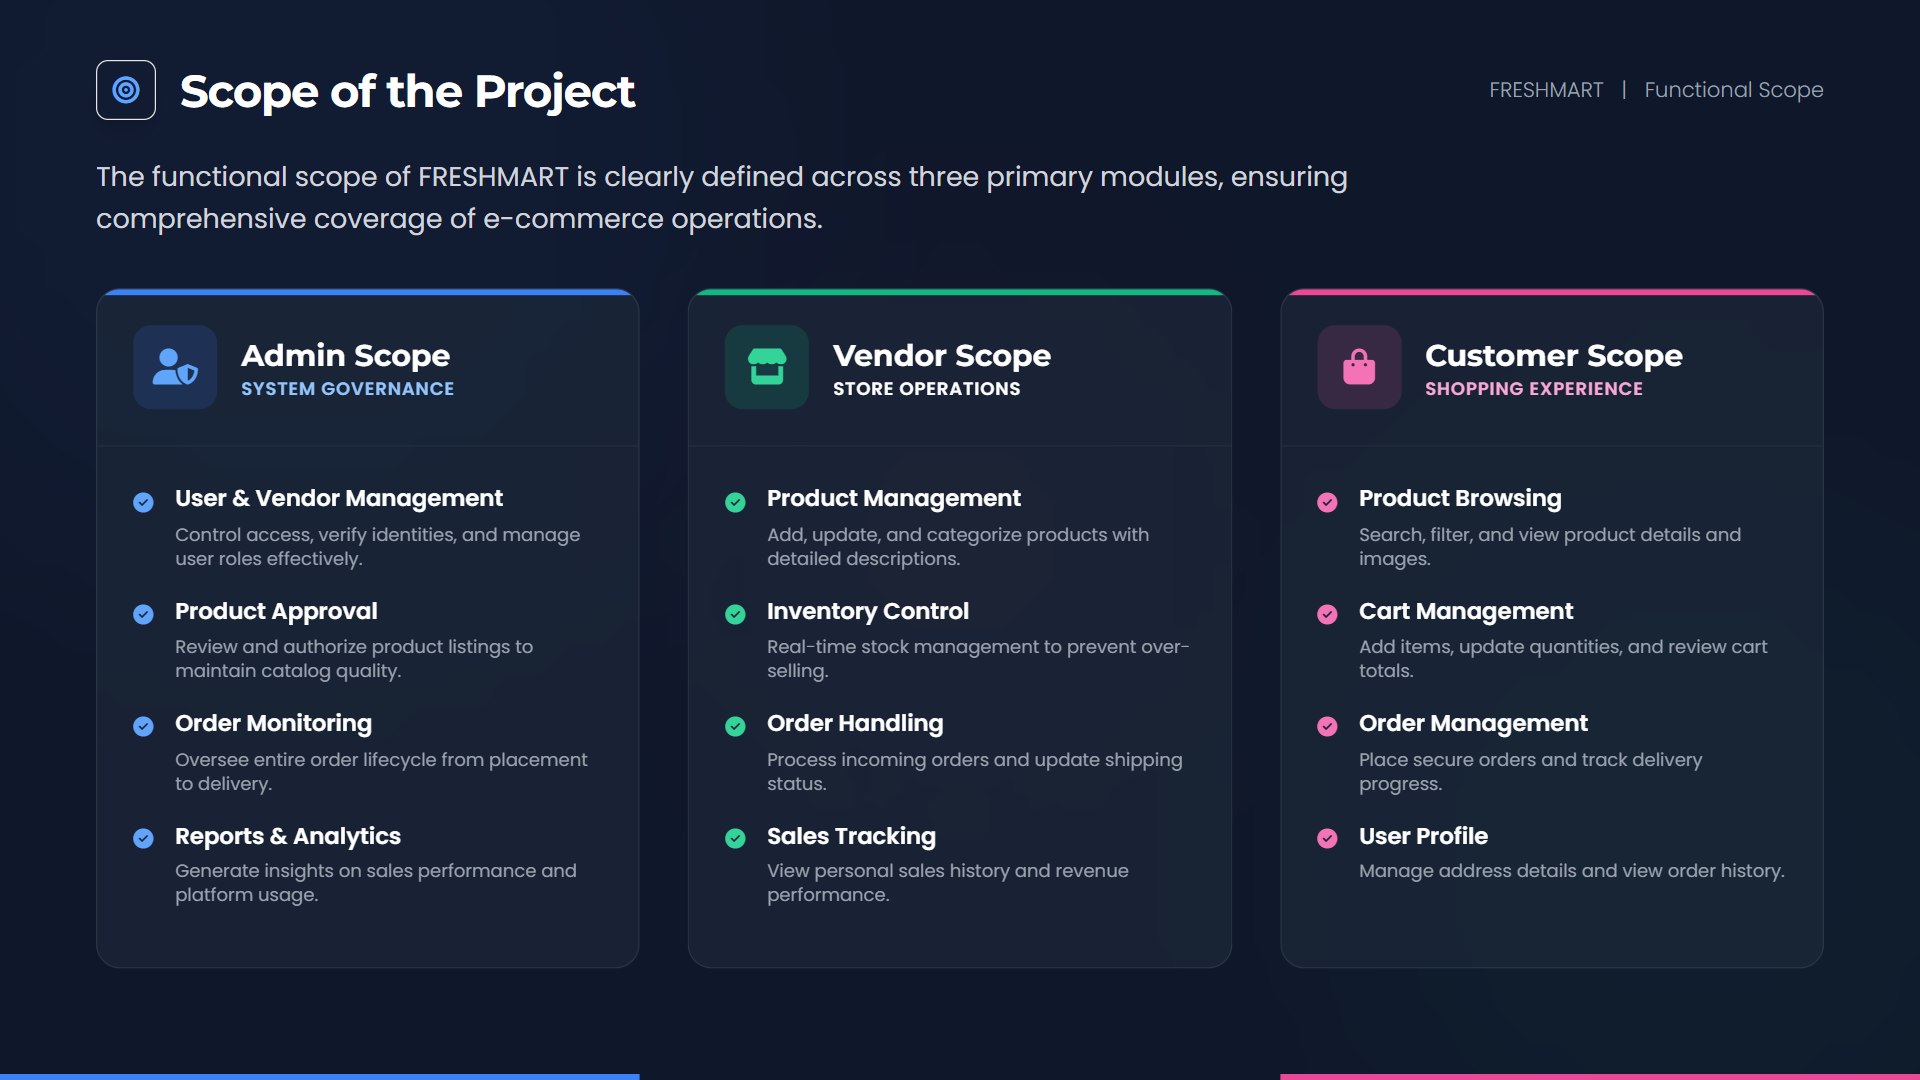 Scope of the Project
FRESHMART | Functional Scope
The functional scope of FRESHMART is clearly defined across three primary modules, ensuring
comprehensive coverage of e-commerce operations.
Admin Scope
SYSTEM GOVERNANCE
User & Vendor Management
Control access, verify identities, and manage
user roles effectively.
Product Approval
Review and authorize product listings to
maintain catalog quality.
Order Monitoring
Oversee entire order lifecycle from placement
to delivery.
Reports & Analytics
Generate insights on sales performance and
platform usage.
Vendor Scope
STORE OPERATIONS
Product Management
Add, update, and categorize products with
detailed descriptions.
Inventory Control
Real-time stock management to prevent over-
selling.
Order Handling
Process incoming orders and update shipping
status.
Sales Tracking
View personal sales history and revenue
performance.
Customer Scope
SHOPPING EXPERIENCE
Product Browsing
Search, filter, and view product details and
images.
Cart Management
Add items, update quantities, and review cart
totals.
Order Management
Place secure orders and track delivery
progress.
User Profile
Manage address details and view order history.